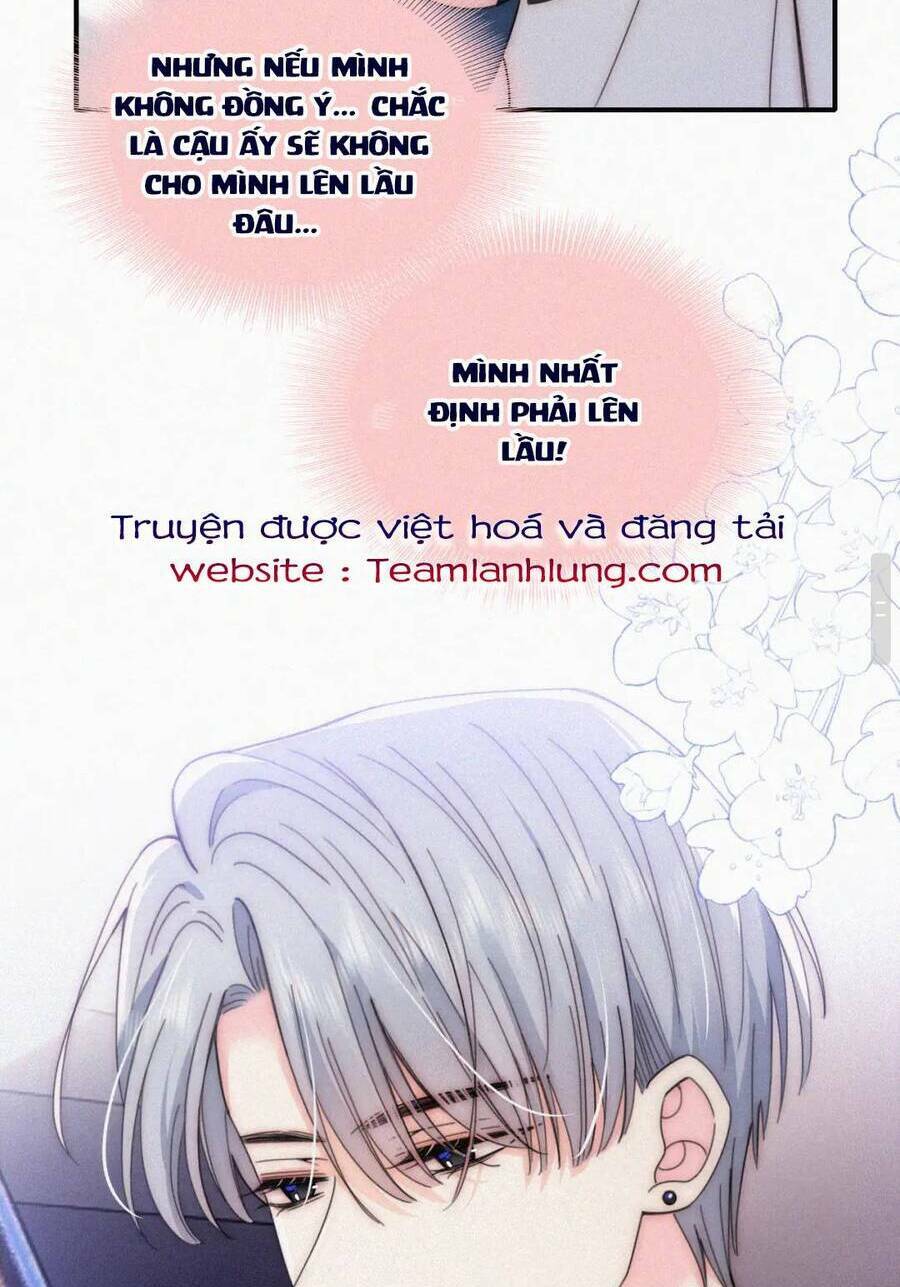 NHƯNG NẾU MÌNH
KHÔNG ĐỒNG Ý... CHẮC
LÀ CẬU ẤY SẼ KHÔNG
CHO MÌNH LÊN LẦU
ĐÂU...
MÌNH NHẤT
ĐỊNH PHẢI LÊN
LẦU!
Truyện được việt hoá và đăng tải
website : Teamlanhlung.com